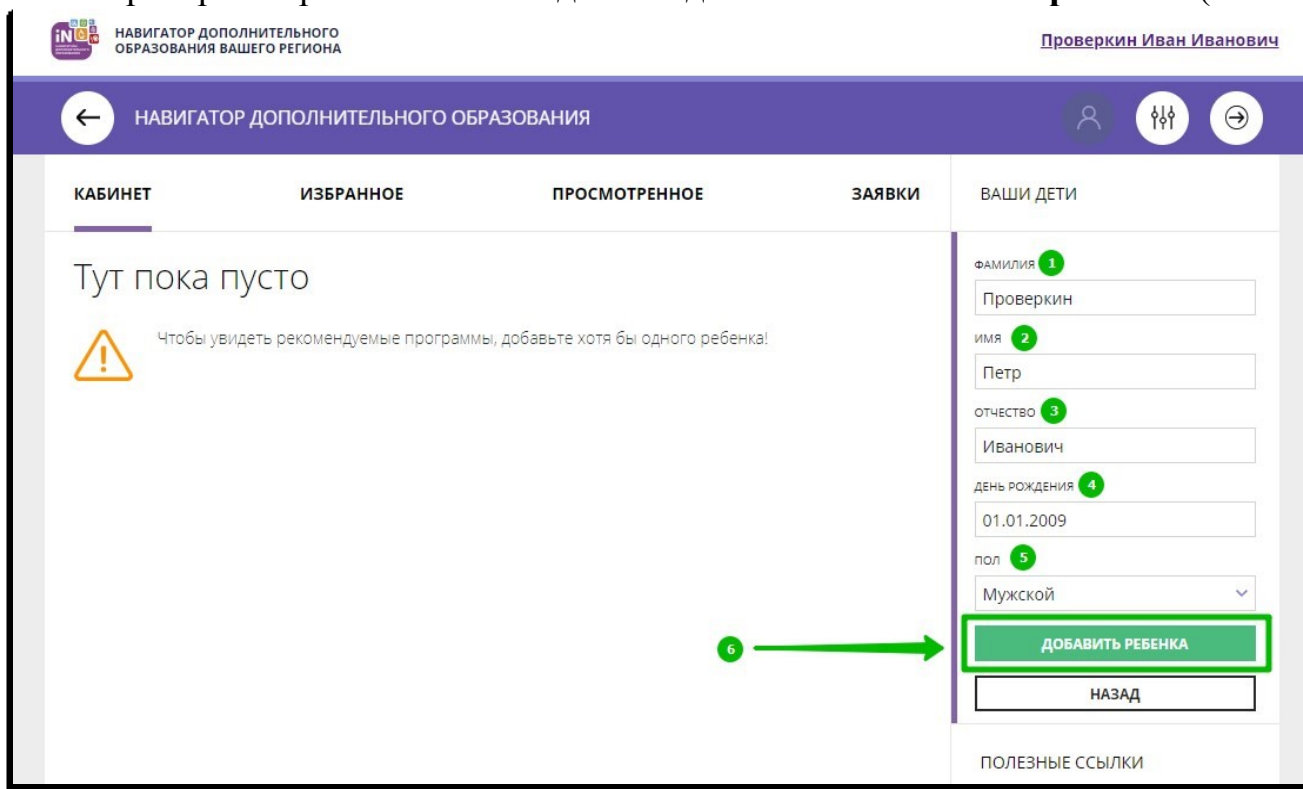 НАВИГАТОР ДОПОЛНИТЕЛЬНОГО
ОБРАЗОВАНИЯ ВАШЕГО РЕГИОНА
Проверкин Иван Иванович
НАВИГАТОР ДОПОЛНИТЕЛЬНОГО ОБРАЗОВАНИЯ
КАБИНЕТ ИЗБРАННОЕ ПРОСМОТРЕННОЕ ЗАЯВКИ
Тут пока пусто
Чтобы увидеть рекомендуемые программы, добавьте хотя бы одного ребенка!
ВАШИ ДЕТИ
ФАМИЛИЯ 1
Проверкин
ИМЯ 2
Петр
ОТЧЕСТВО 3
Иванович
ДЕНЬ РОЖДЕНИЯ 4
01.01.2009
ПОЛ 5
Мужской
6
ДОБАВИТЬ РЕБЕНКА
НАЗАД
ПОЛЕЗНЫЕ ССЫЛКИ